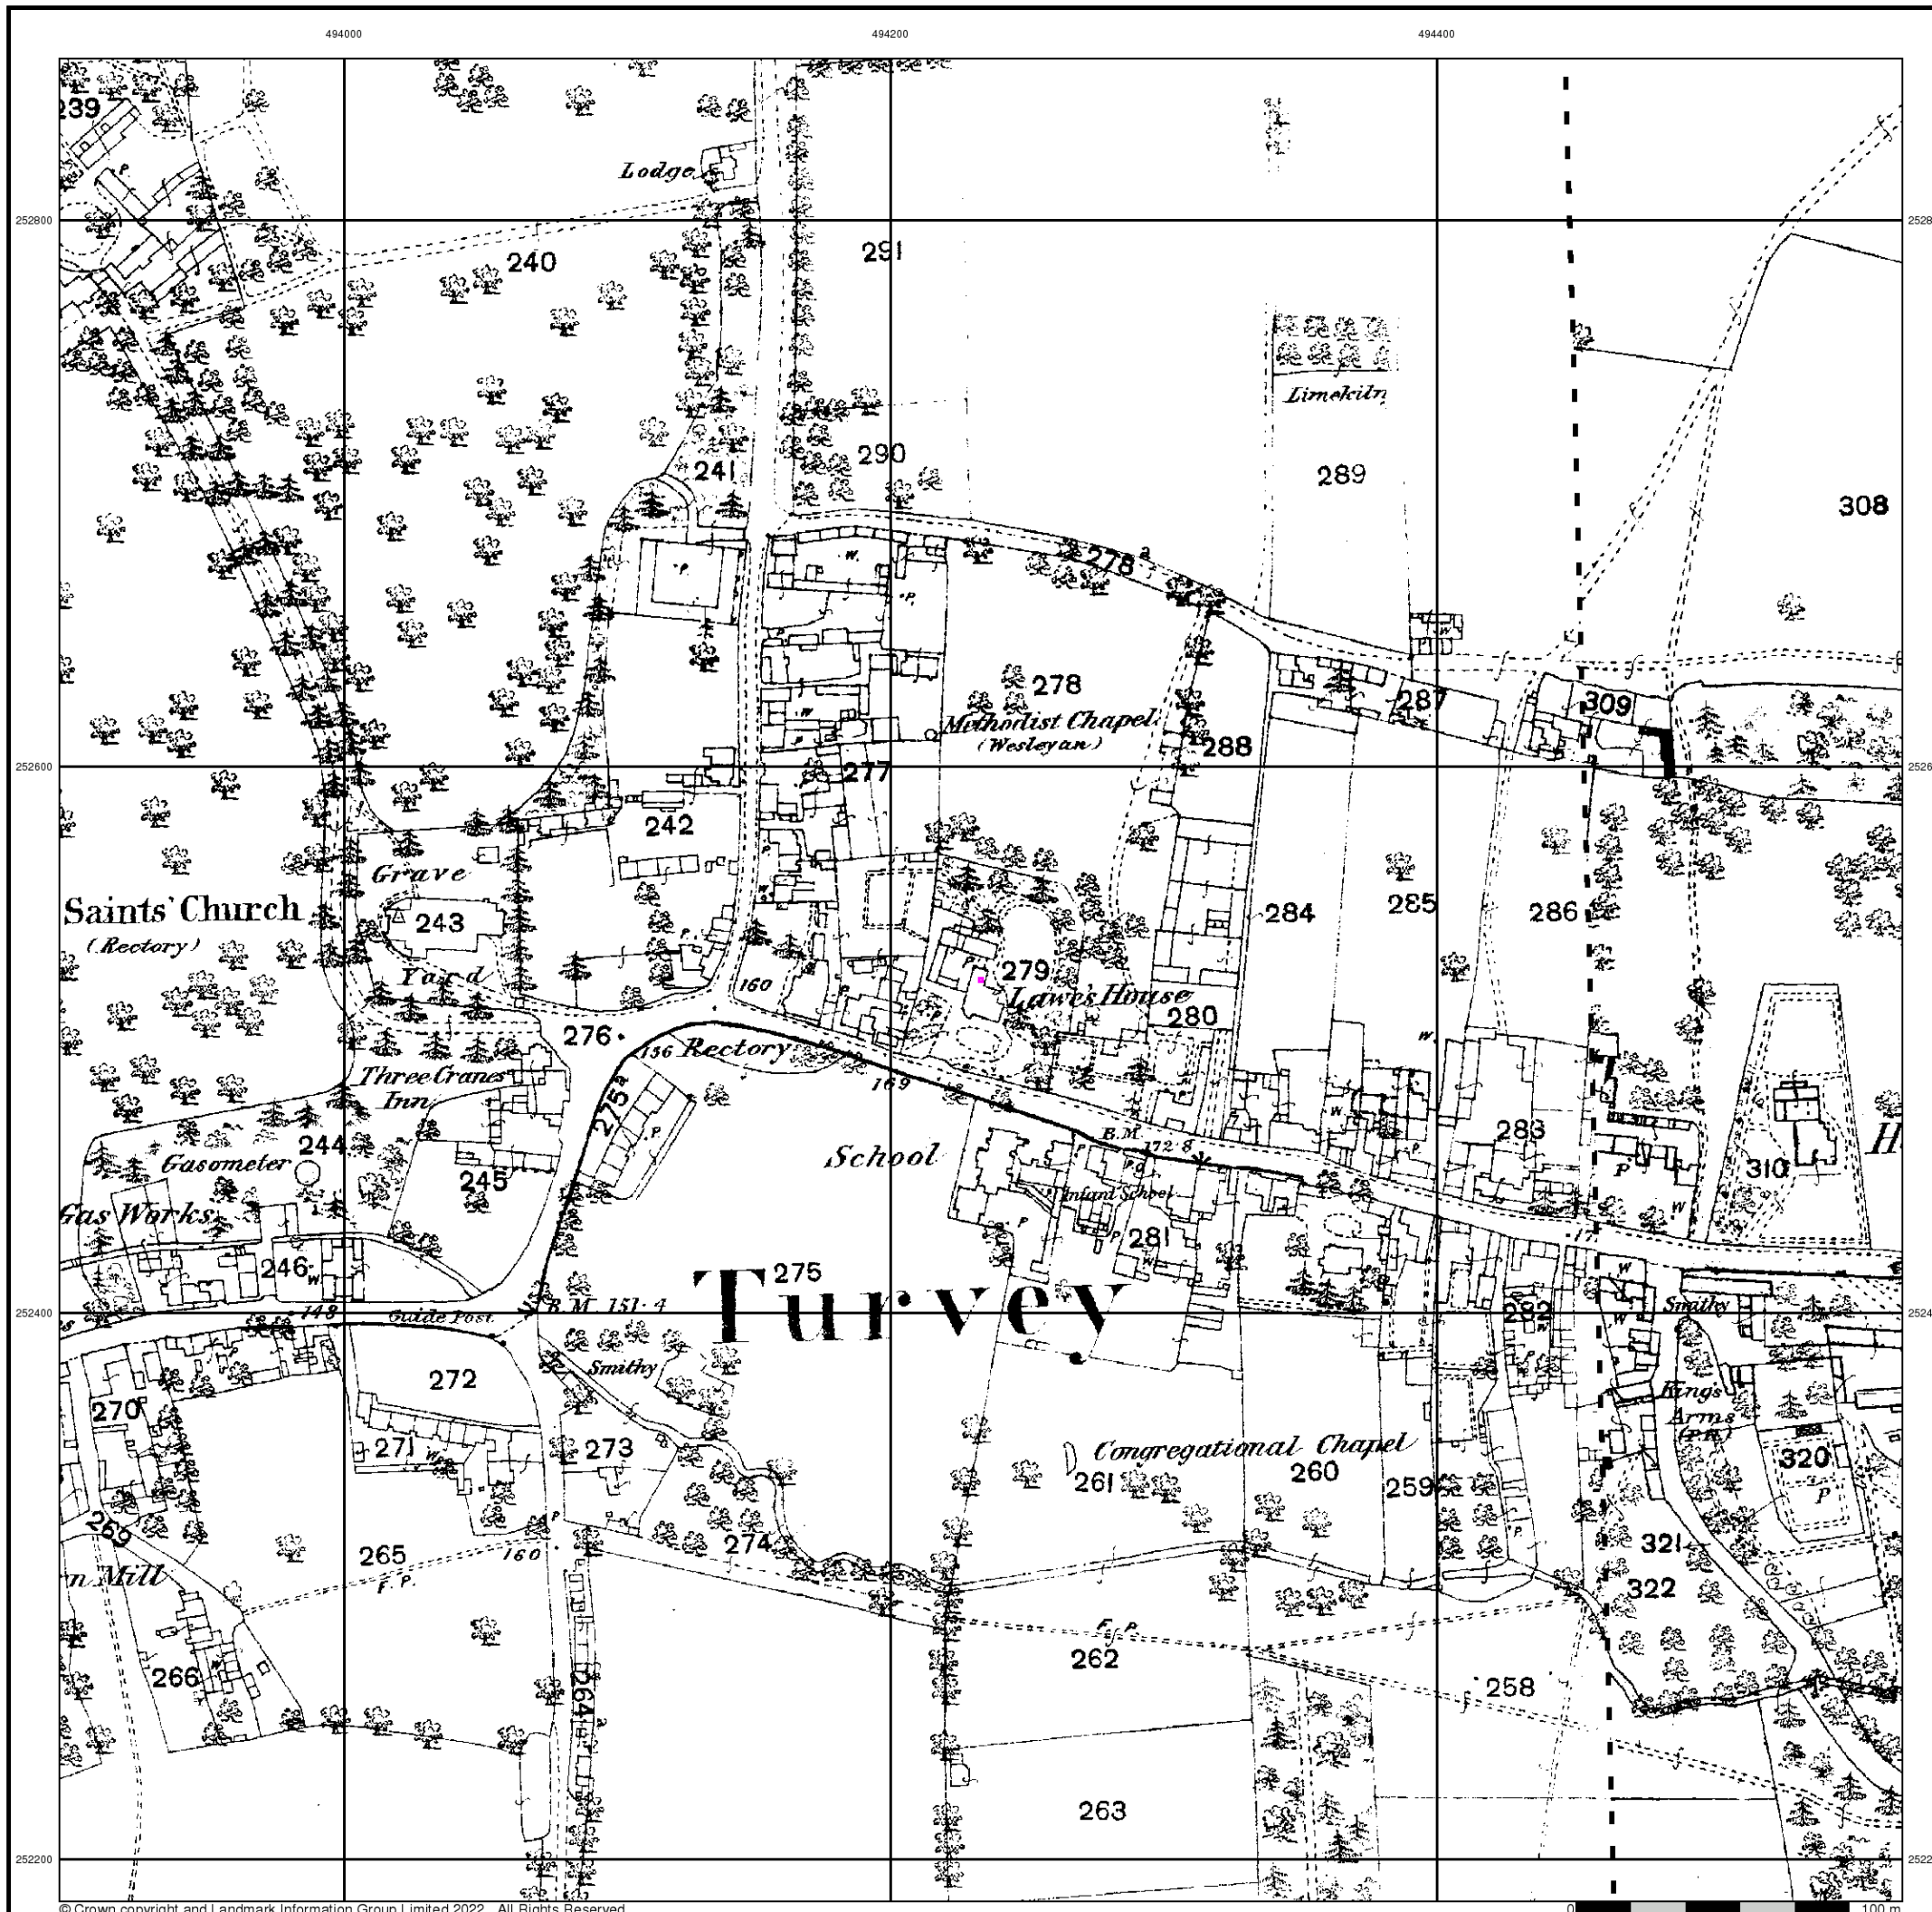 494000 494200 494400
239
Lodge
252800
240
291
Limekiln
290
241
289
308
278a
278
287
309
Methodist Chapel
(Wesleyan)
288
252600
277
242
Grave
Saints' Church
(Rectory)
243
284
285
286
Yard
279
160
Lawe's House
280
276
156
Rectory
169
Three Cranes
Inn
275a
B.M. 172·8
283
School
244
Gasometer
245
310
H
Infant School
Gas Works
281
246
275
Turvey
282
Smithy
148
Guide Post
B.M. 151·4
252400
272
Smithy
Kings
Arms
(P.H.)
270
271
273
Congregational Chapel
261
260
259
320
269
274
321
265
160
n Mill
F.P.
322
F.P.
262
266
264
258
263
252200
© Crown copyright and Landmark Information Group Limited 2022. All Rights Reserved.
0 100 m